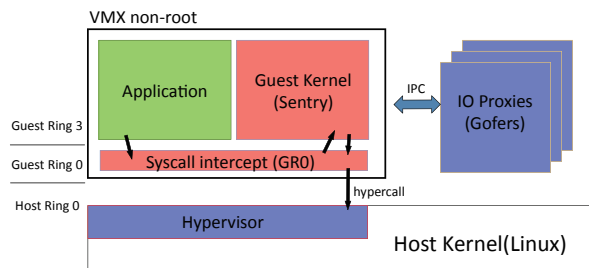 VMX non-root
Application
Guest Kernel
(Sentry)
IPC
IO Proxies
(Gofers)
Guest Ring 3
Syscall intercept (GR0)
Guest Ring 0
hypercall
Host Ring 0
Hypervisor
Host Kernel(Linux)